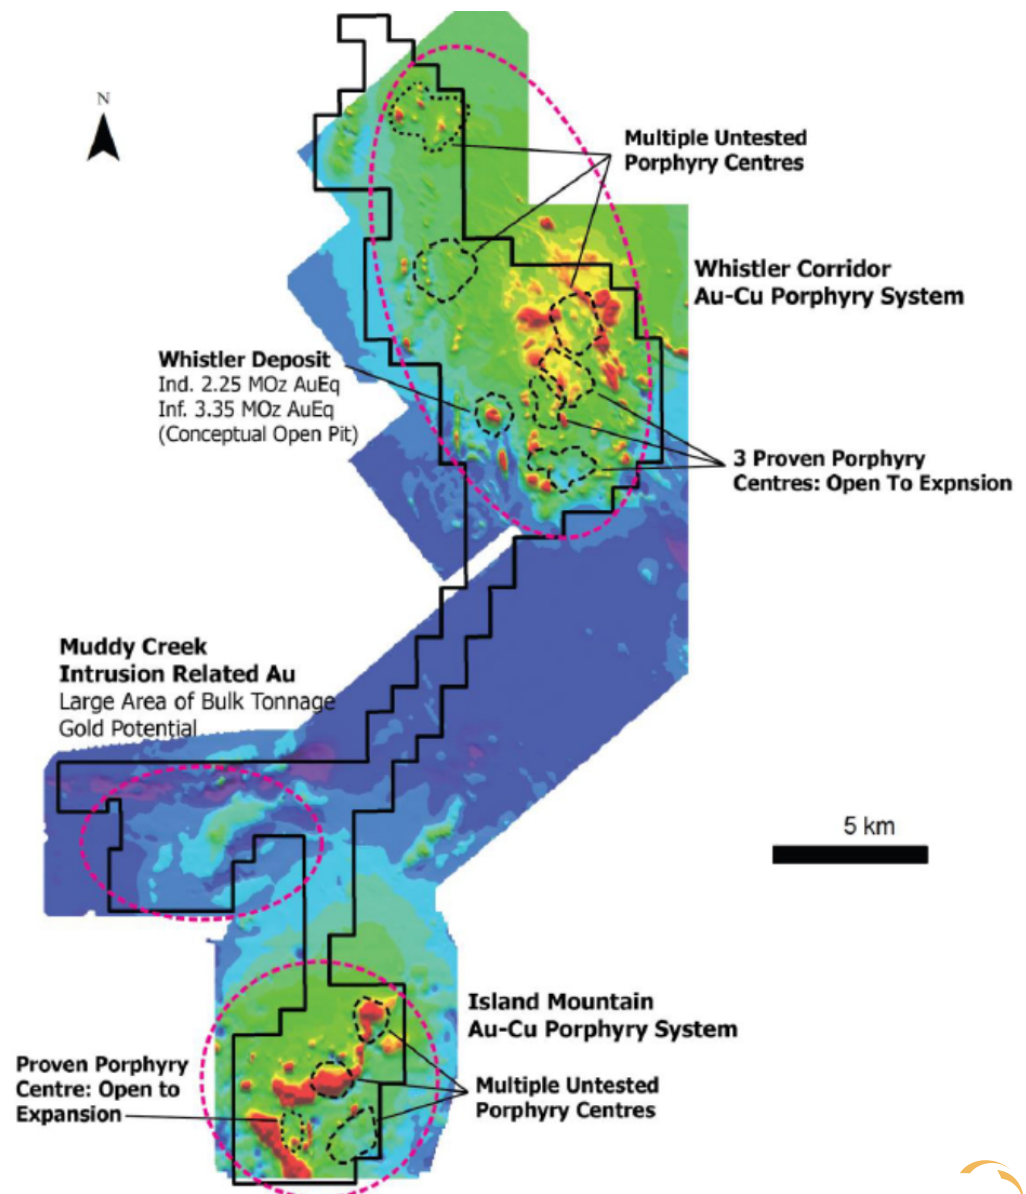 N
Multiple Untested
Porphyry Centres
Whistler Corridor
Au-Cu Porphyry System
Whistler Deposit
Ind. 2.25 MOz AuEq
Inf. 3.35 MOz AuEq
(Conceptual Open Pit)
3 Proven Porphyry
Centres: Open To Expnsion
Muddy Creek
Intrusion Related Au
Large Area of Bulk Tonnage
Gold Potential
5 km
Island Mountain
Au-Cu Porphyry System
Proven Porphyry
Centre: Open to
Expansion
Multiple Untested
Porphyry Centres